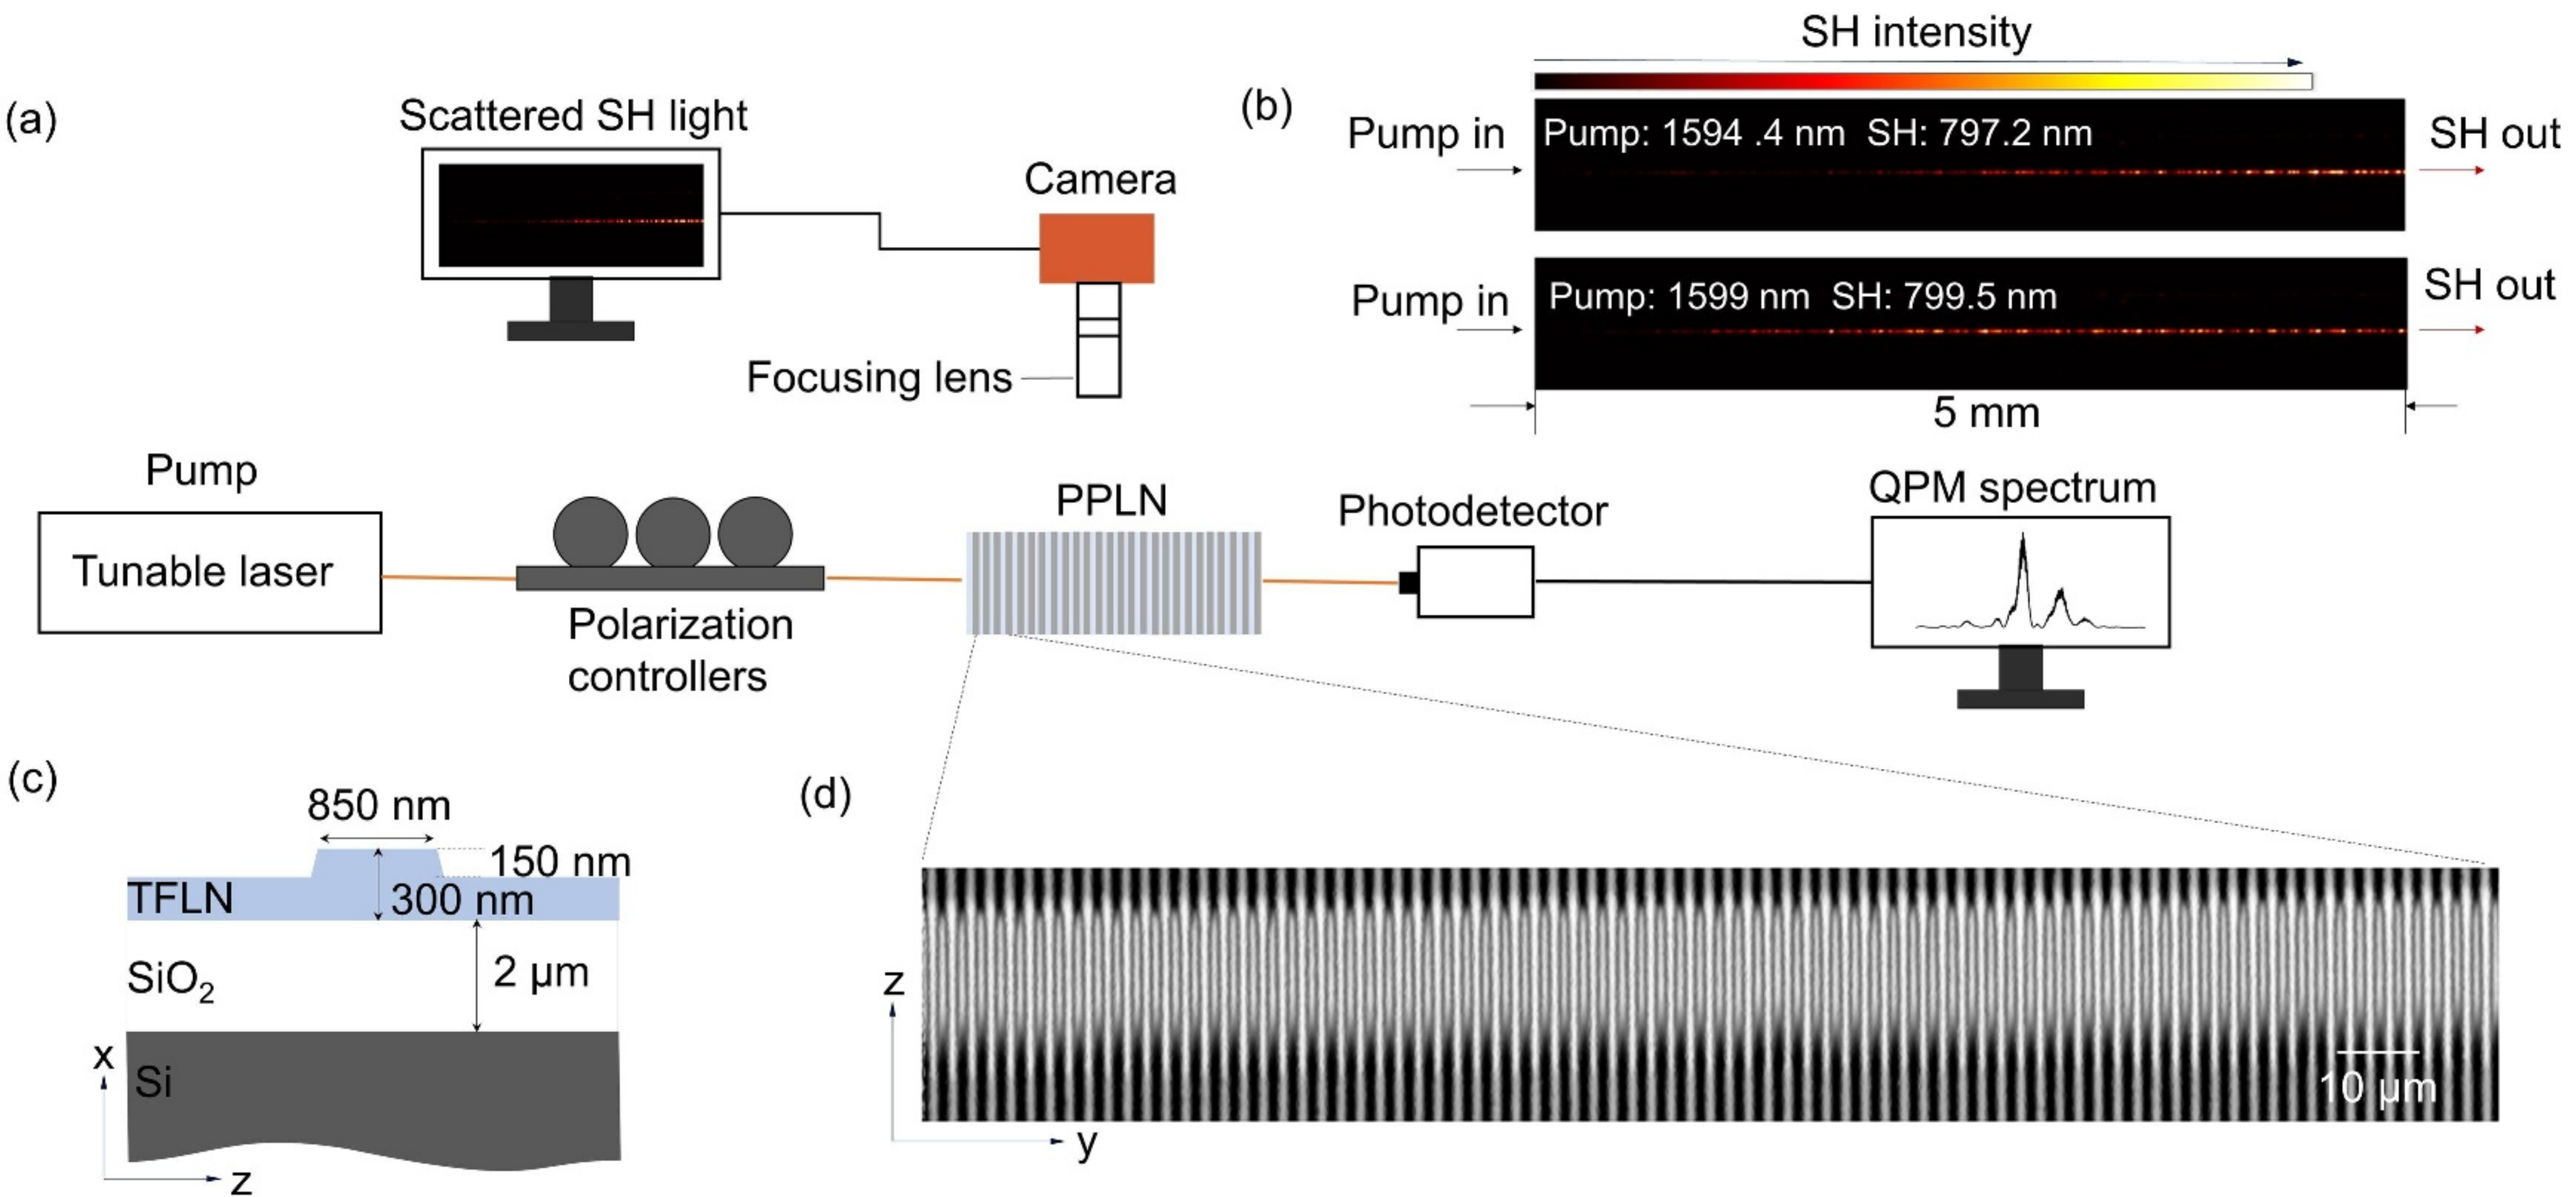 (a)
Scattered SH light
Camera
Focusing lens
Pump
Tunable laser
Polarization
controllers
PPLN
Photodetector
QPM spectrum
(b)
SH intensity
Pump in
Pump: 1594 .4 nm SH: 797.2 nm
SH out
Pump in
Pump: 1599 nm SH: 799.5 nm
SH out
5 mm
(c)
850 nm
150 nm
TFLN
300 nm
SiO₂
2 µm
x
Si
z
(d)
z
10 µm
y